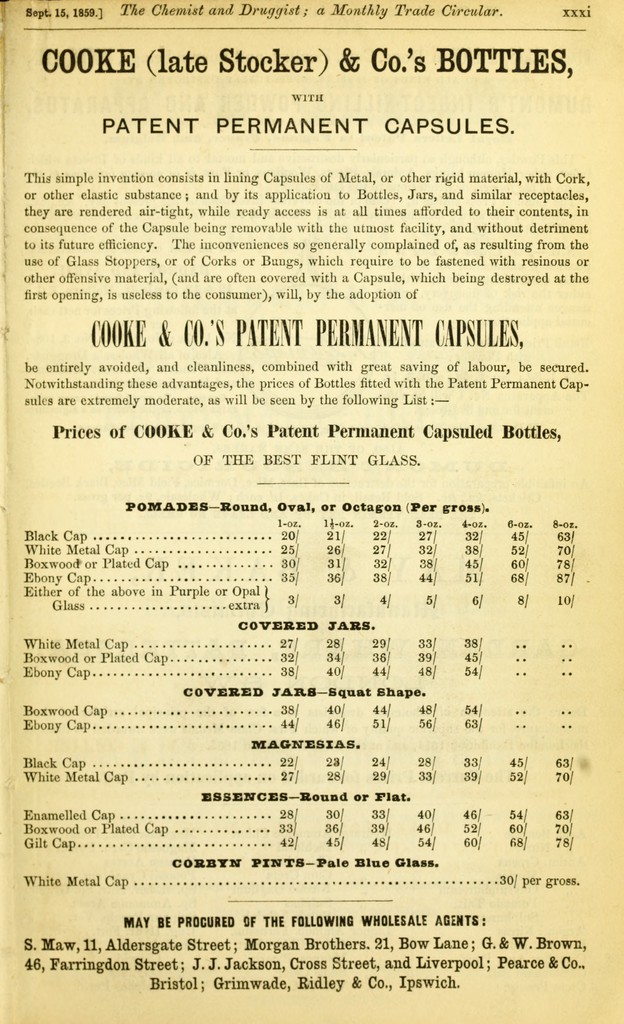 Sept. 15, 1859.] The Chemist and Druggist; a Monthly Trade Circular. xxxi
COOKE (late Stocker) & Co.'s BOTTLES,
WITH
PATENT PERMANENT CAPSULES.
This simple invention consists in lining Capsules of Metal, or other rigid material, with Cork,
or other elastic substance; and by its application to Bottles, Jars, and similar receptacles,
they are rendered air-tight, while ready access is at all times afforded to their contents, in
consequence of the Capsule being removable with the utmost facility, and without detriment
to its future efficiency. The inconveniences so generally complained of, as resulting from the
use of Glass Stoppers, or of Corks or Bungs, which require to be fastened with resinous or
other offensive material, (and are often covered with a Capsule, which being destroyed at the
first opening, is useless to the consumer), will, by the adoption of
COOKE & CO.'S PATENT PERMANENT CAPSULES,
be entirely avoided, and cleanliness, combined with great saving of labour, be secured.
Notwithstanding these advantages, the prices of Bottles fitted with the Patent Permanent Cap-
sules are extremely moderate, as will be seen by the following List:—
Prices of COOKE & Co.'s Patent Permanent Capsuled Bottles,
OF THE BEST FLINT GLASS.
POMADES—Round, Oval, or Octagon (Per gross).
1-oz. 1½-oz. 2-oz. 3-oz. 4-oz. 6-oz. 8-oz.
Black Cap 20/ 21/ 22/ 27/ 32/ 45/ 63/
White Metal Cap 25/ 26/ 27/ 32/ 38/ 52/ 70/
Boxwood or Plated Cap 30/ 31/ 32/ 38/ 45/ 60/ 78/
Ebony Cap 35/ 36/ 38/ 44/ 51/ 68/ 87/
Either of the above in Purple or Opal }
Glass extra } 3/ 3/ 4/ 5/ 6/ 8/ 10/
COVERED JARS.
White Metal Cap 27/ 28/ 29/ 33/ 38/ .. ..
Boxwood or Plated Cap 32/ 34/ 36/ 39/ 45/ .. ..
Ebony Cap 38/ 40/ 44/ 48/ 54/ .. ..
COVERED JARS—Squat Shape.
Boxwood Cap 38/ 40/ 44/ 48/ 54/ .. ..
Ebony Cap 44/ 46/ 51/ 56/ 63/ .. ..
MAGNESIAS.
Black Cap 22/ 23/ 24/ 28/ 33/ 45/ 63/
White Metal Cap 27/ 28/ 29/ 33/ 39/ 52/ 70/
ESSENCES—Round or Flat.
Enamelled Cap 28/ 30/ 33/ 40/ 46/ 54/ 63/
Boxwood or Plated Cap 33/ 36/ 39/ 46/ 52/ 60/ 70/
Gilt Cap 42/ 45/ 48/ 54/ 60/ 68/ 78/
CORBYN PINTS—Pale Blue Glass.
White Metal Cap 30/ per gross.
MAY BE PROCURED OF THE FOLLOWING WHOLESALE AGENTS:
S. Maw, 11, Aldersgate Street; Morgan Brothers. 21, Bow Lane; G. & W. Brown,
46, Farringdon Street; J. J. Jackson, Cross Street, and Liverpool; Pearce & Co.,
Bristol; Grimwade, Ridley & Co., Ipswich.